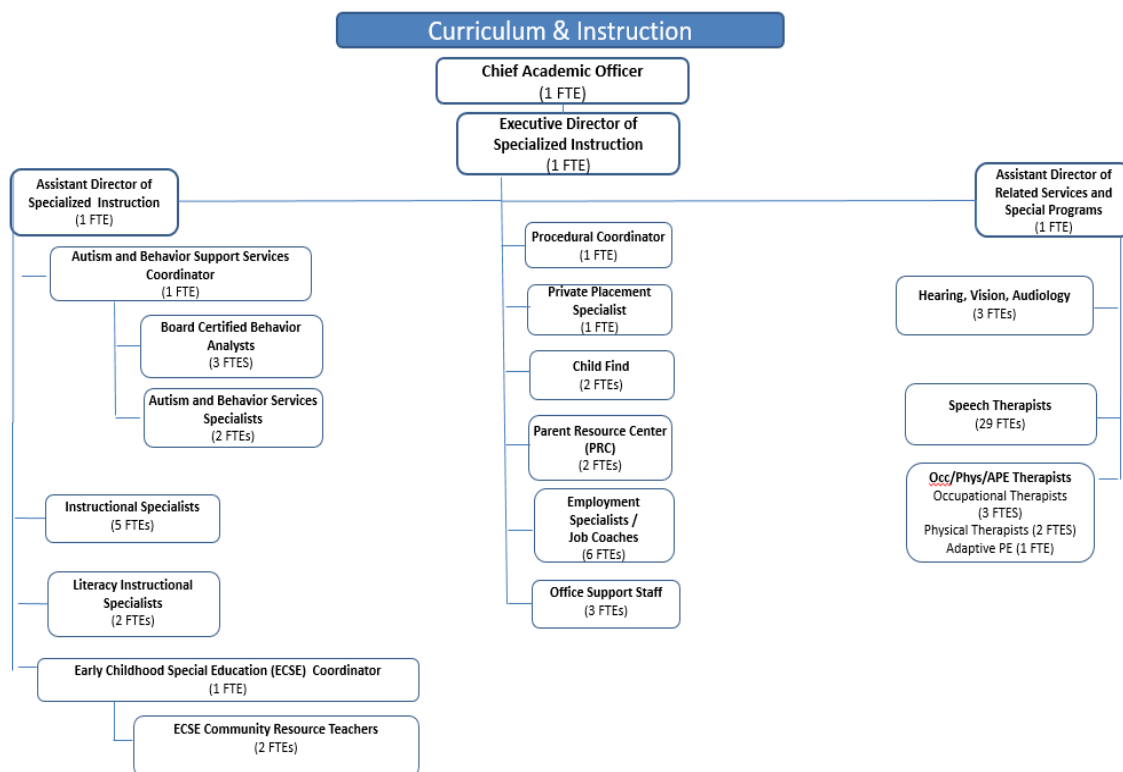 Curriculum & Instruction
Chief Academic Officer
(1 FTE)
Executive Director of
Specialized Instruction
(1 FTE)
Assistant Director of
Specialized Instruction
(1 FTE)
Autism and Behavior Support Services
Coordinator
(1 FTE)
Board Certified Behavior
Analysts
(3 FTES)
Autism and Behavior Services
Specialists
(2 FTEs)
Instructional Specialists
(5 FTEs)
Literacy Instructional
Specialists
(2 FTEs)
Early Childhood Special Education (ECSE) Coordinator
(1 FTE)
ECSE Community Resource Teachers
(2 FTEs)
Procedural Coordinator
(1 FTE)
Private Placement
Specialist
(1 FTE)
Child Find
(2 FTEs)
Parent Resource Center
(PRC)
(2 FTEs)
Employment
Specialists /
Job Coaches
(6 FTEs)
Office Support Staff
(3 FTEs)
Assistant Director of
Related Services and
Special Programs
(1 FTE)
Hearing, Vision, Audiology
(3 FTEs)
Speech Therapists
(29 FTEs)
Occ/Phys/APE Therapists
Occupational Therapists
(3 FTES)
Physical Therapists (2 FTES)
Adaptive PE (1 FTE)